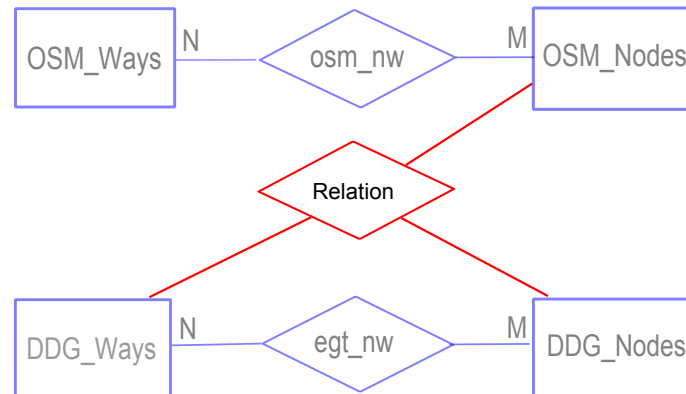 OSM_Ways
N
osm_nw
M
OSM_Nodes
Relation
DDG_Ways
N
egt_nw
M
DDG_Nodes